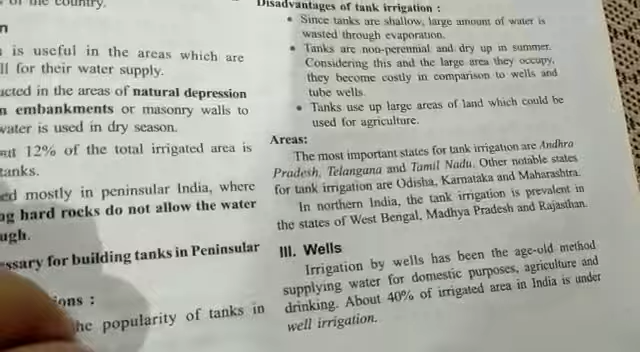 of the country.
n
is useful in the areas which are
ll for their water supply.
ucted in the areas of natural depression
n embankments or masonry walls to
water is used in dry season.
ut 12% of the total irrigated area is
tanks.
ed mostly in peninsular India, where
ng hard rocks do not allow the water
ugh.
ssary for building tanks in Peninsular
ions :
he popularity of tanks in
Disadvantages of tank irrigation :
• Since tanks are shallow, large amount of water is
wasted through evaporation.
• Tanks are non-perennial and dry up in summer.
Considering this and the large area they occupy,
they become costly in comparison to wells and
tube wells.
• Tanks use up large areas of land which could be
used for agriculture.
Areas:
The most important states for tank irrigation are Andhra
Pradesh, Telangana and Tamil Nadu. Other notable states
for tank irrigation are Odisha, Karnataka and Maharashtra.
In northern India, the tank irrigation is prevalent in
the states of West Bengal, Madhya Pradesh and Rajasthan.
III. Wells
Irrigation by wells has been the age-old method
supplying water for domestic purposes, agriculture and
drinking. About 40% of irrigated area in India is under
well irrigation.